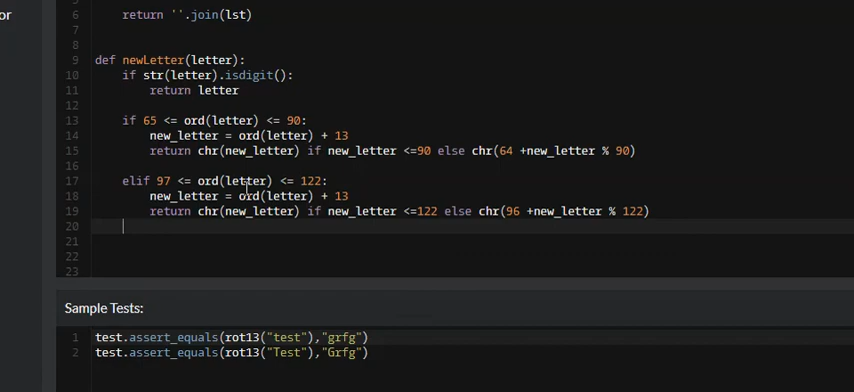 or
6 return ''.join(lst)
7
8
9 def newLetter(letter):
10 if str(letter).isdigit():
11 return letter
12
13 if 65 <= ord(letter) <= 90:
14 new_letter = ord(letter) + 13
15 return chr(new_letter) if new_letter <=90 else chr(64 +new_letter % 90)
16
17 elif 97 <= ord(letter) <= 122:
18 new_letter = ord(letter) + 13
19 return chr(new_letter) if new_letter <=122 else chr(96 +new_letter % 122)
20
21
22
23
Sample Tests:
1 test.assert_equals(rot13("test"),"grfg")
2 test.assert_equals(rot13("Test"),"Grfg")